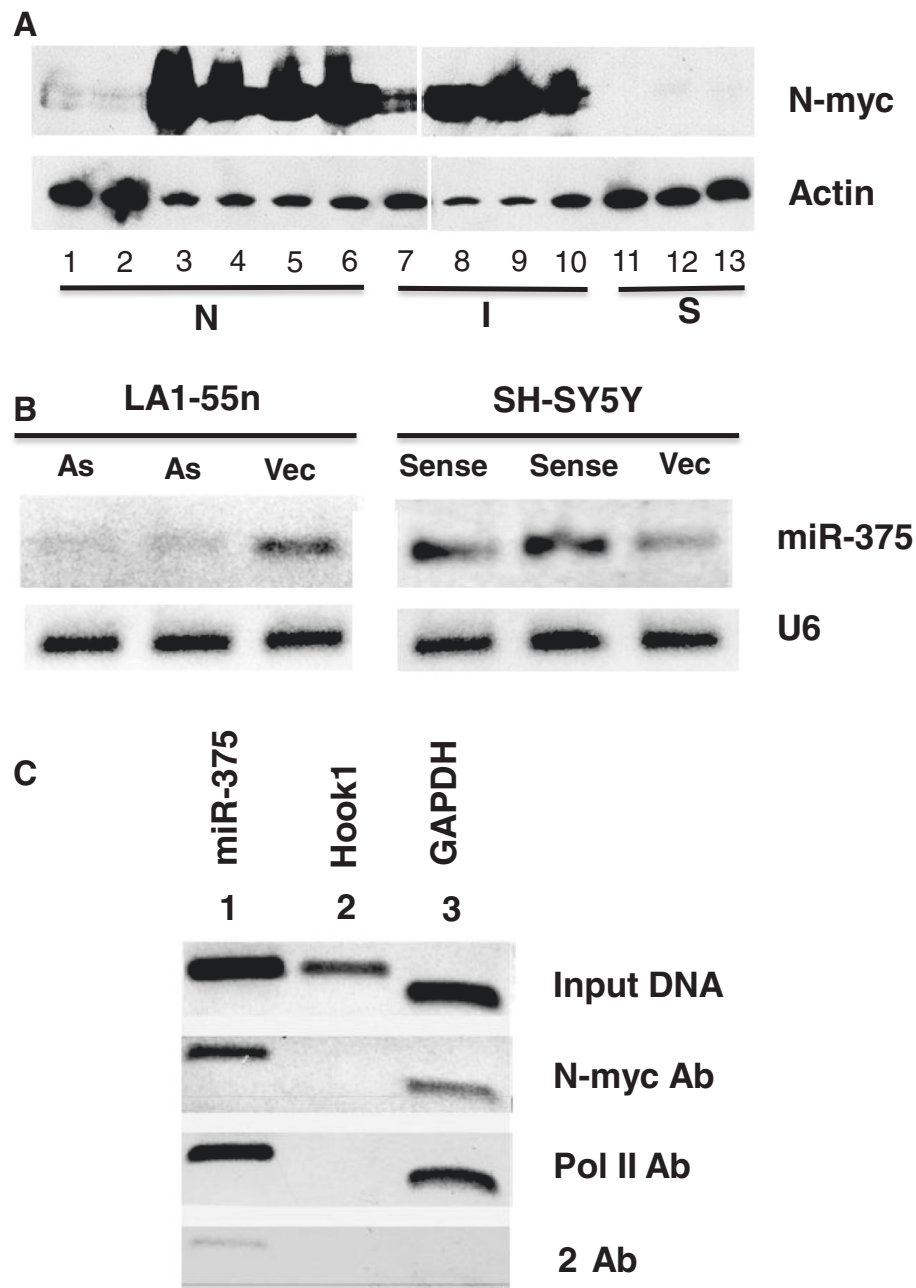 A
N-myc
Actin
1 2 3 4 5 6 7 8 9 10 11 12 13
N I S
B
LA1-55n SH-SY5Y
As As Vec Sense Sense Vec
miR-375
U6
C
miR-375 Hook1 GAPDH
1 2 3
Input DNA
N-myc Ab
Pol II Ab
2 Ab